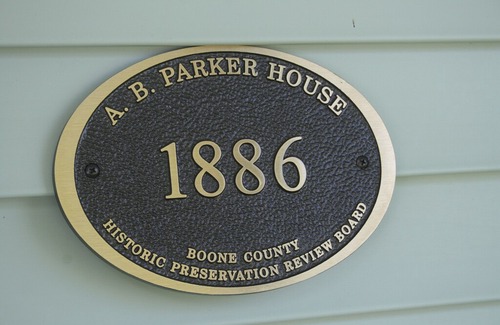 A. B. PARKER HOUSE
1886
BOONE COUNTY
HISTORIC PRESERVATION REVIEW BOARD